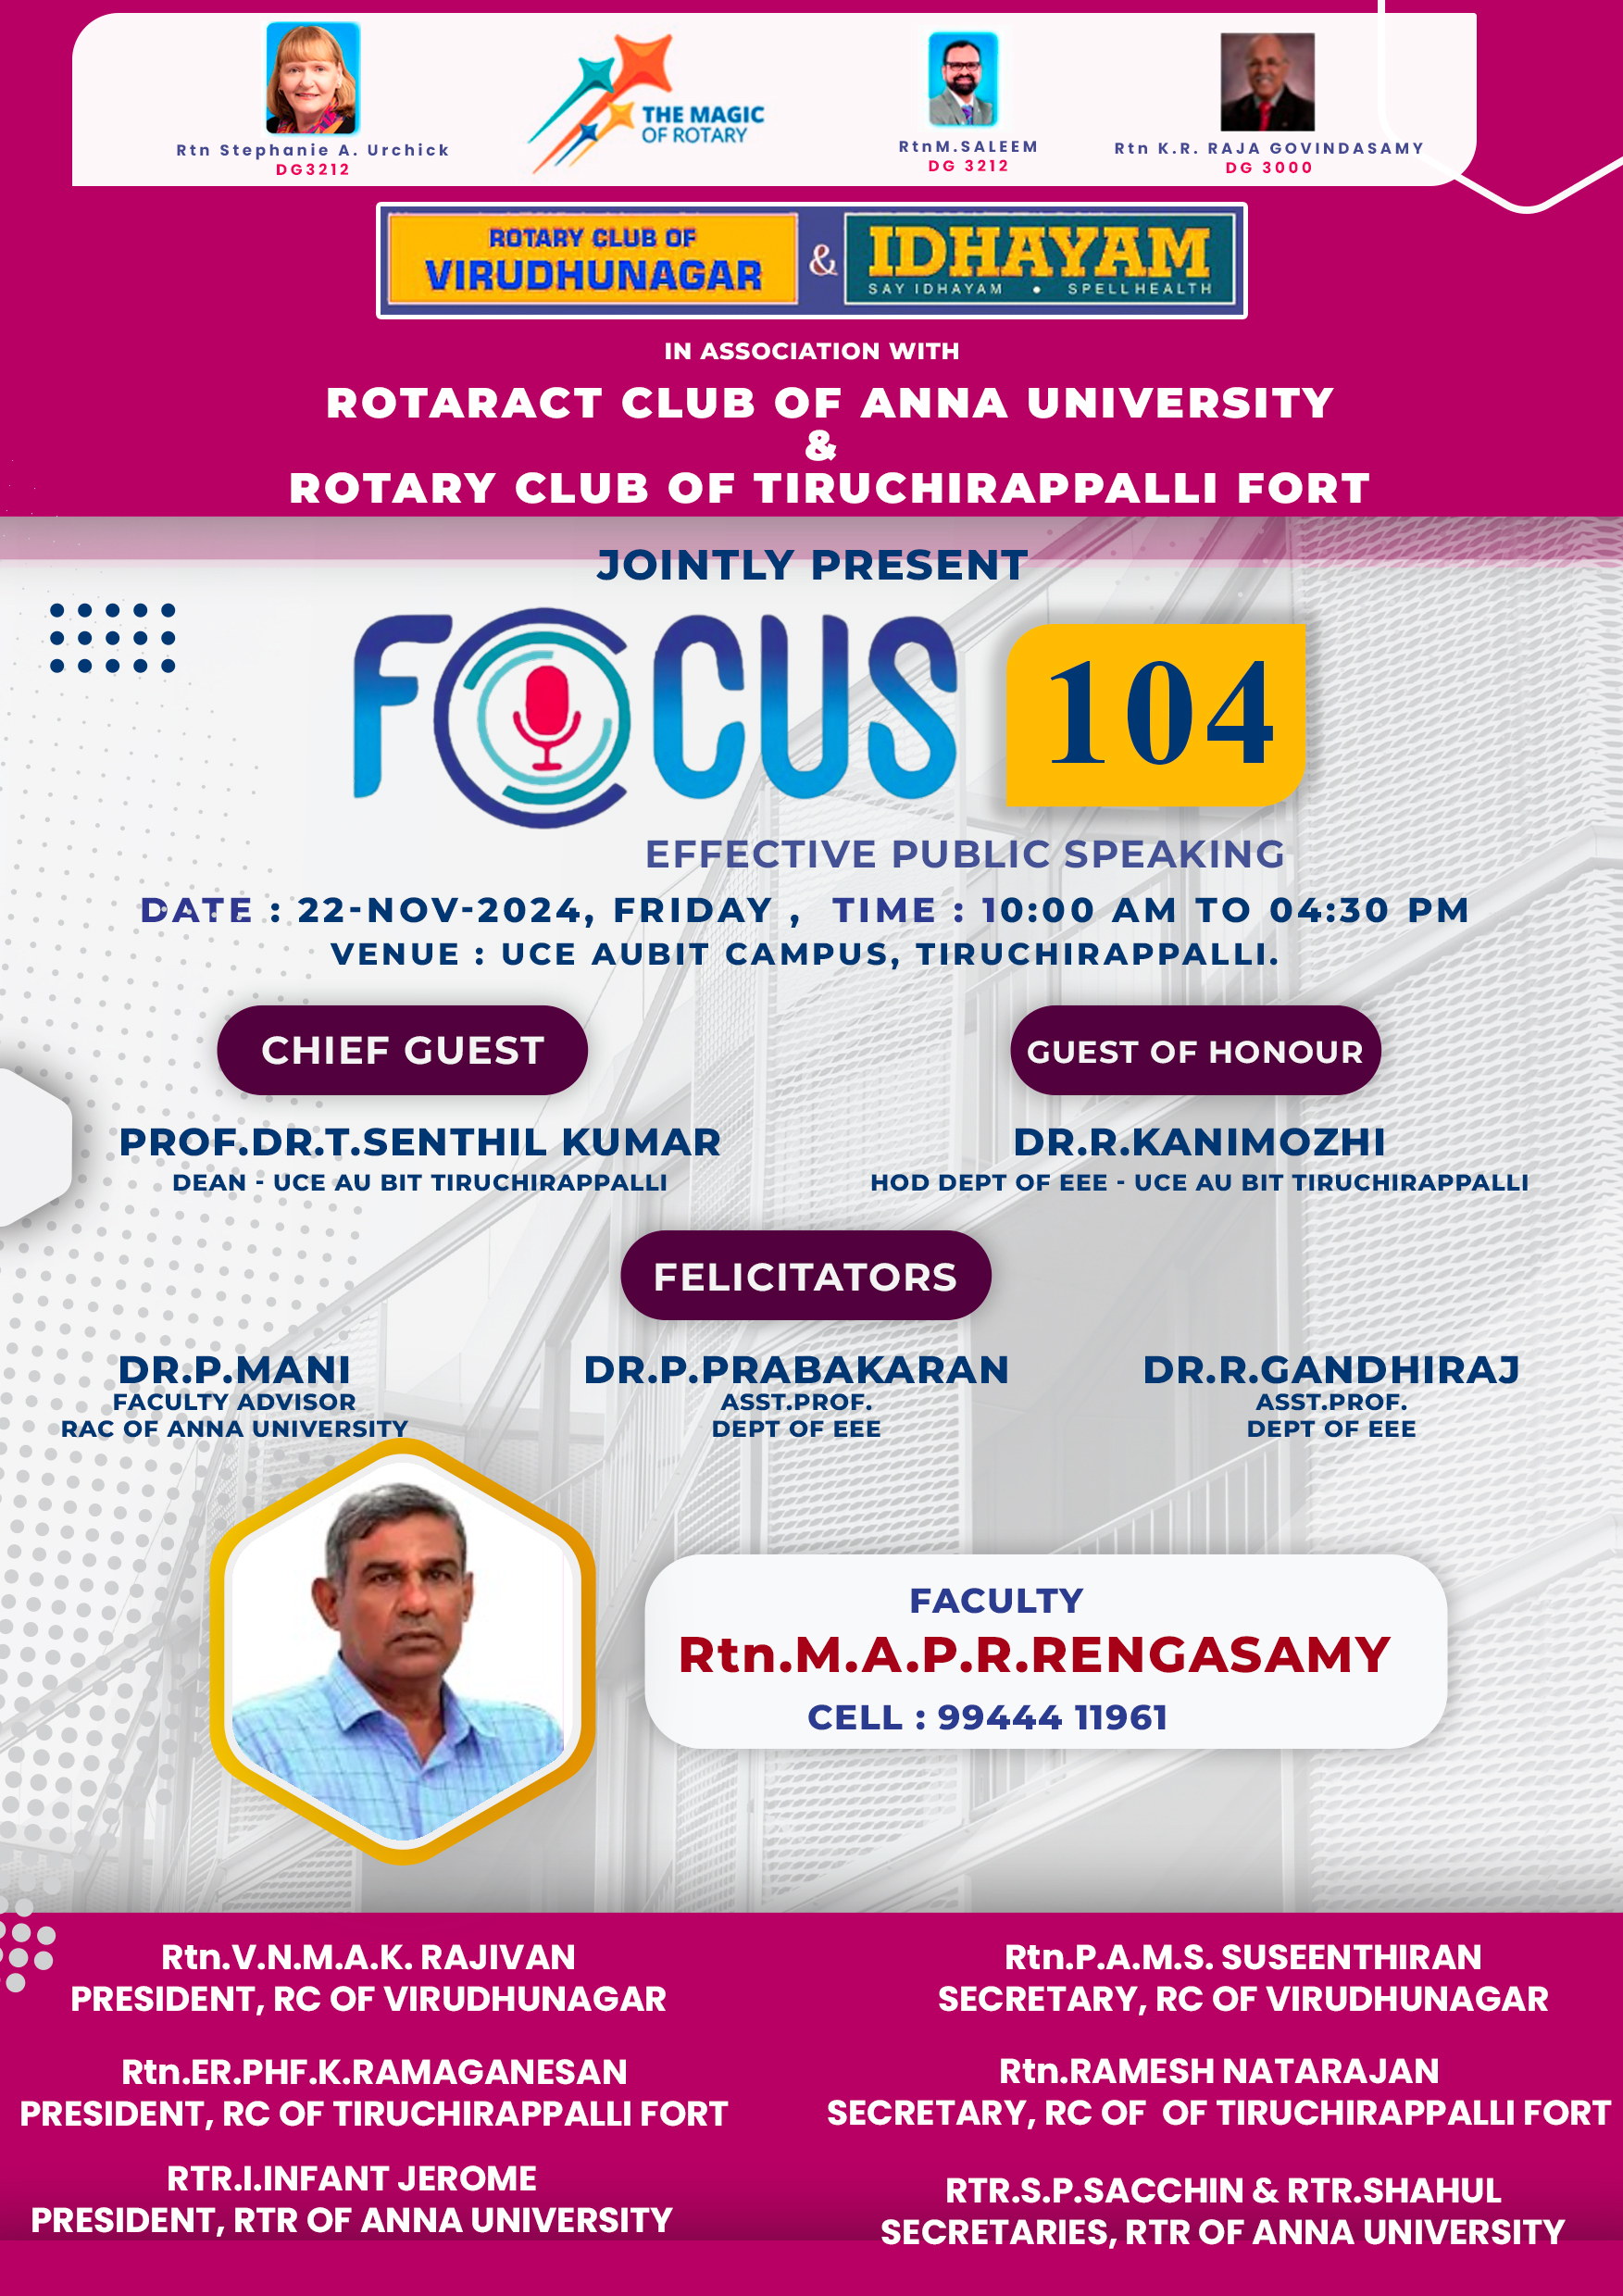 Rtn Stephanie A. Urchick
DG3212
THE MAGIC
OF ROTARY
RtnM.SALEEM
DG 3212
Rtn K.R. RAJA GOVINDASAMY
DG 3000
ROTARY CLUB OF
VIRUDHUNAGAR
&
IDHAYAM
SAY IDHAYAM • SPELL HEALTH
IN ASSOCIATION WITH
ROTARACT CLUB OF ANNA UNIVERSITY
&
ROTARY CLUB OF TIRUCHIRAPPALLI FORT
JOINTLY PRESENT
FOCUS 104
EFFECTIVE PUBLIC SPEAKING
DATE : 22-NOV-2024, FRIDAY , TIME : 10:00 AM TO 04:30 PM
VENUE : UCE AUBIT CAMPUS, TIRUCHIRAPPALLI.
CHIEF GUEST
PROF.DR.T.SENTHIL KUMAR
DEAN - UCE AU BIT TIRUCHIRAPPALLI
GUEST OF HONOUR
DR.R.KANIMOZHI
HOD DEPT OF EEE - UCE AU BIT TIRUCHIRAPPALLI
FELICITATORS
DR.P.MANI
FACULTY ADVISOR
RAC OF ANNA UNIVERSITY
DR.P.PRABAKARAN
ASST.PROF.
DEPT OF EEE
DR.R.GANDHIRAJ
ASST.PROF.
DEPT OF EEE
FACULTY
Rtn.M.A.P.R.RENGASAMY
CELL : 99444 11961
Rtn.V.N.M.A.K. RAJIVAN
PRESIDENT, RC OF VIRUDHUNAGAR
Rtn.P.A.M.S. SUSEENTHIRAN
SECRETARY, RC OF VIRUDHUNAGAR
Rtn.ER.PHF.K.RAMAGANESAN
PRESIDENT, RC OF TIRUCHIRAPPALLI FORT
Rtn.RAMESH NATARAJAN
SECRETARY, RC OF OF TIRUCHIRAPPALLI FORT
RTR.I.INFANT JEROME
PRESIDENT, RTR OF ANNA UNIVERSITY
RTR.S.P.SACCHIN & RTR.SHAHUL
SECRETARIES, RTR OF ANNA UNIVERSITY